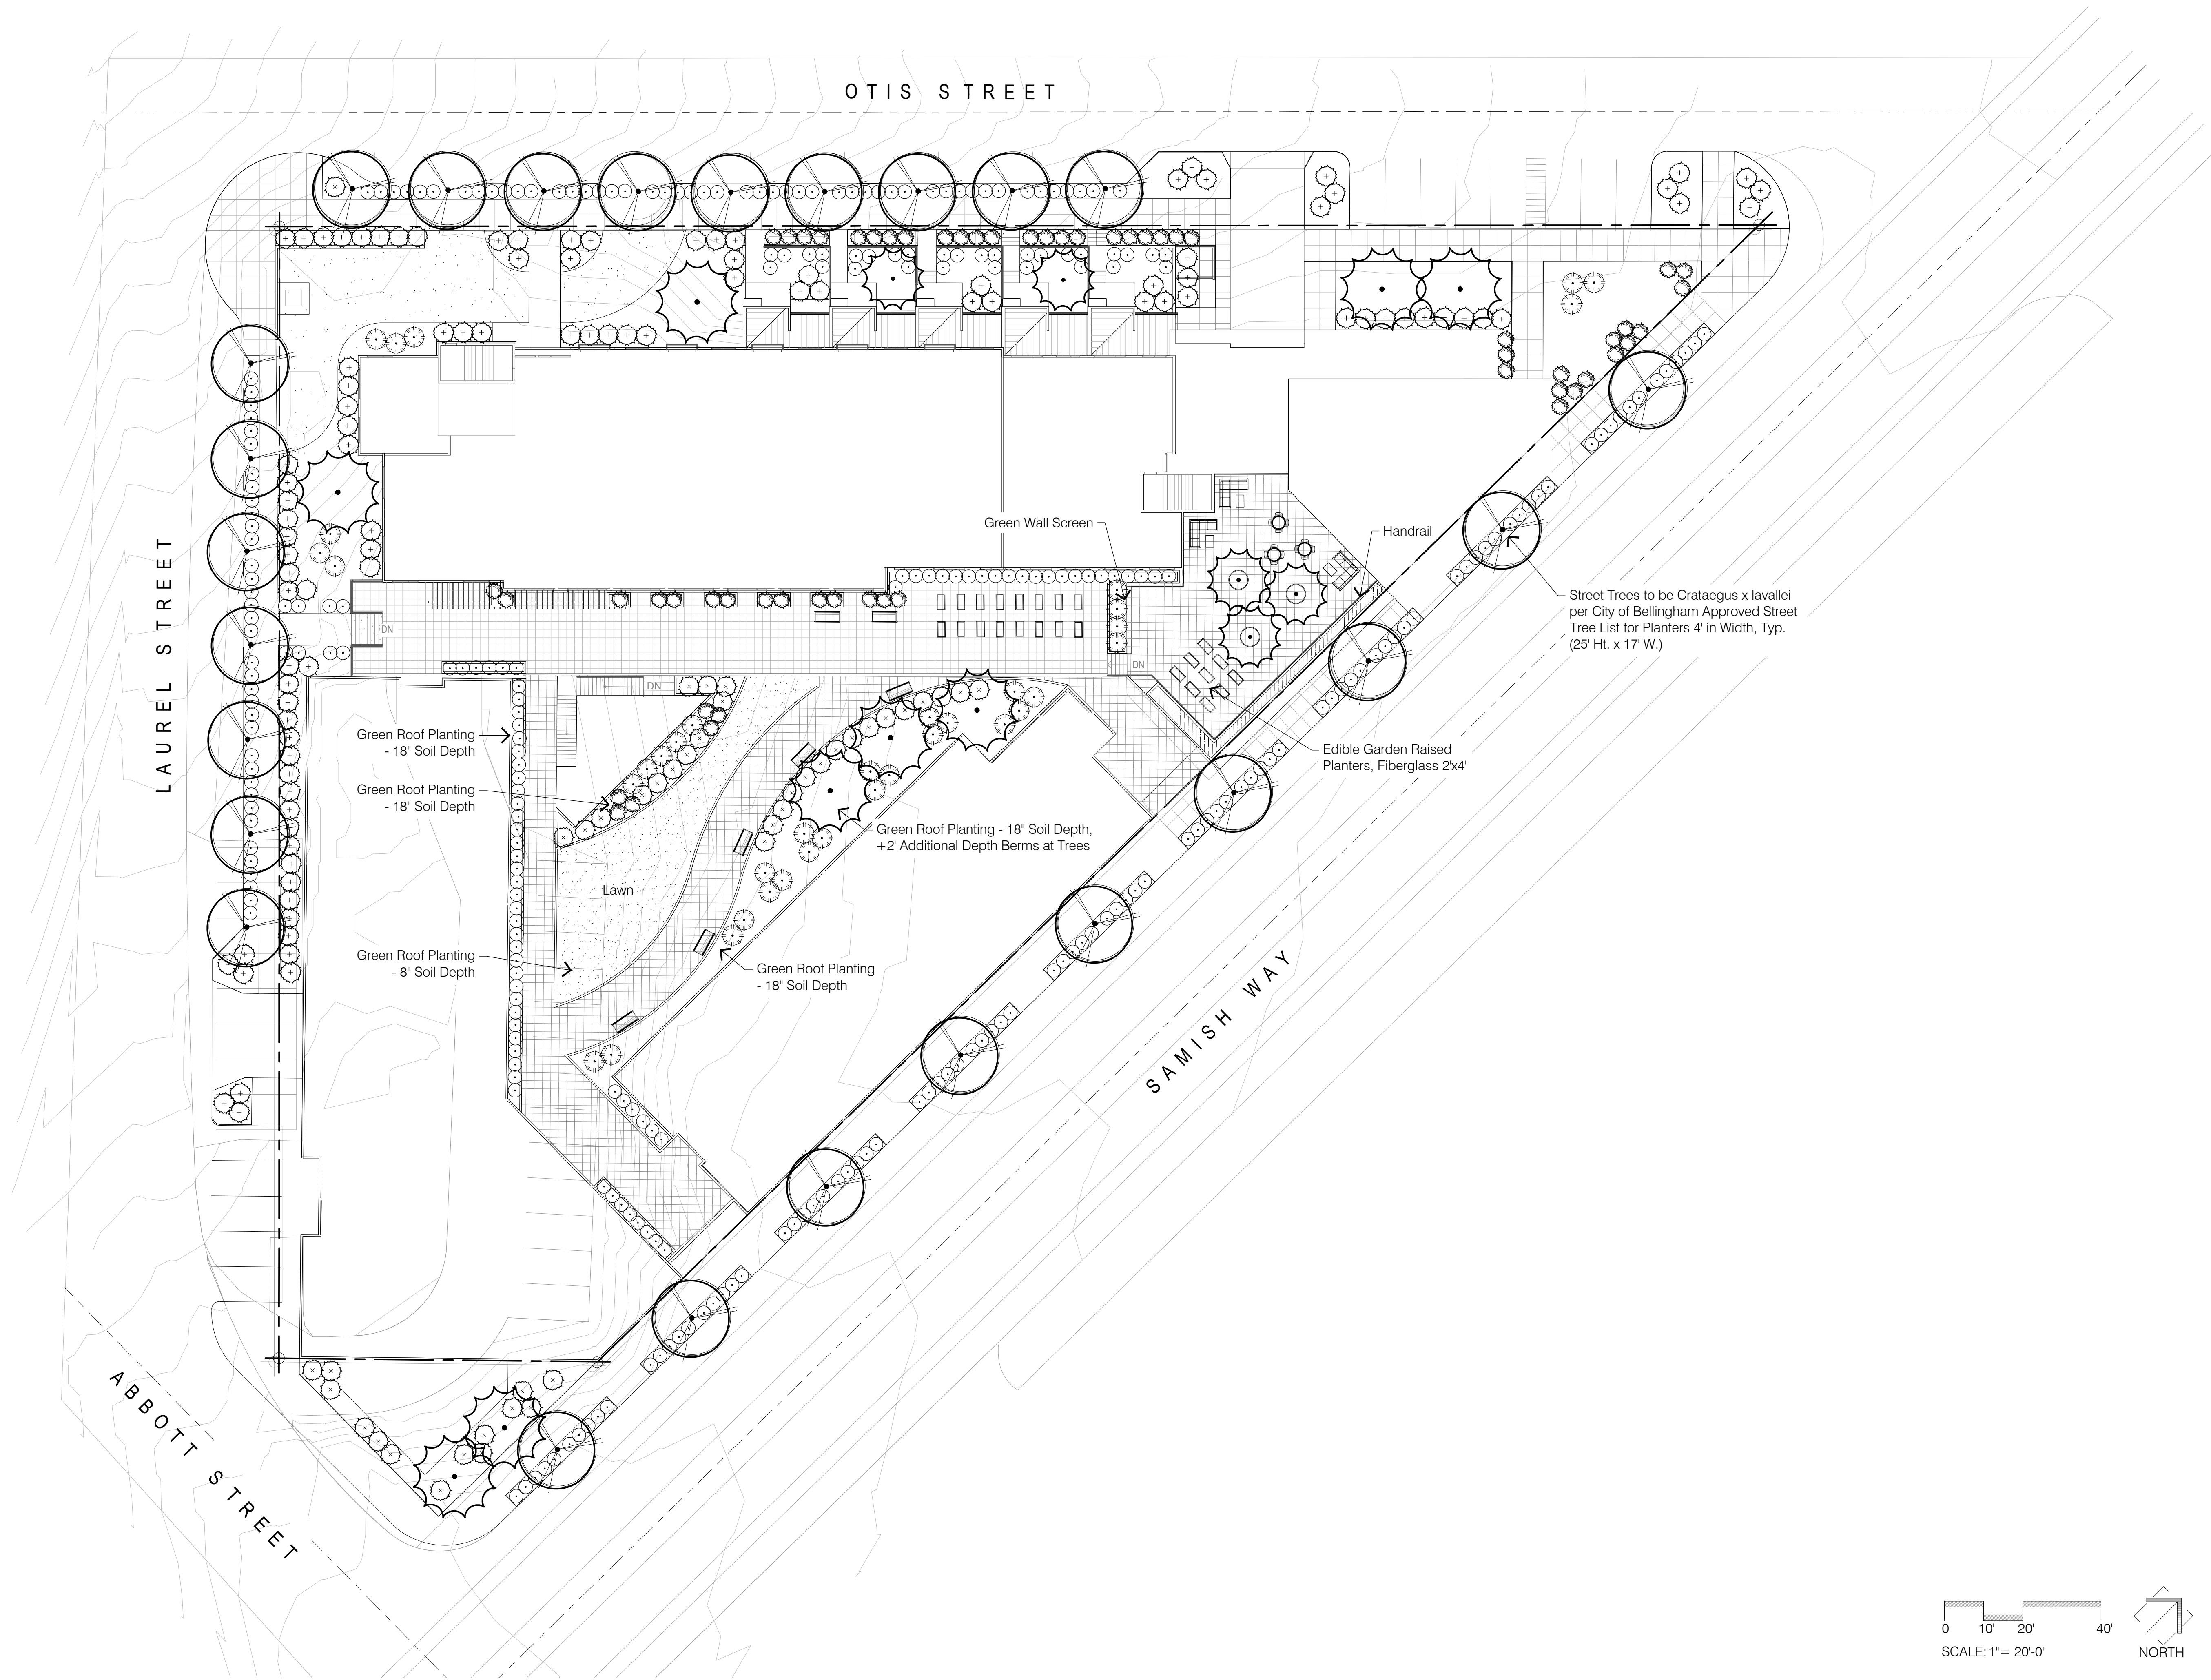 OTIS STREET
Green Wall Screen
Handrail
LAUREL STREET
Street Trees to be Crataegus x lavallei
per City of Bellingham Approved Street
Tree List for Planters 4' in Width, Typ.
(25' Ht. x 17' W.)
DN
DN
DN
Green Roof Planting
- 18" Soil Depth
Edible Garden Raised
Planters, Fiberglass 2'x4'
Green Roof Planting
- 18" Soil Depth
Green Roof Planting - 18" Soil Depth,
+2' Additional Depth Berms at Trees
Lawn
Green Roof Planting
- 8" Soil Depth
Green Roof Planting
- 18" Soil Depth
SAMISH WAY
ABBOTT STREET
0 10' 20' 40'
SCALE: 1"= 20'-0"
NORTH